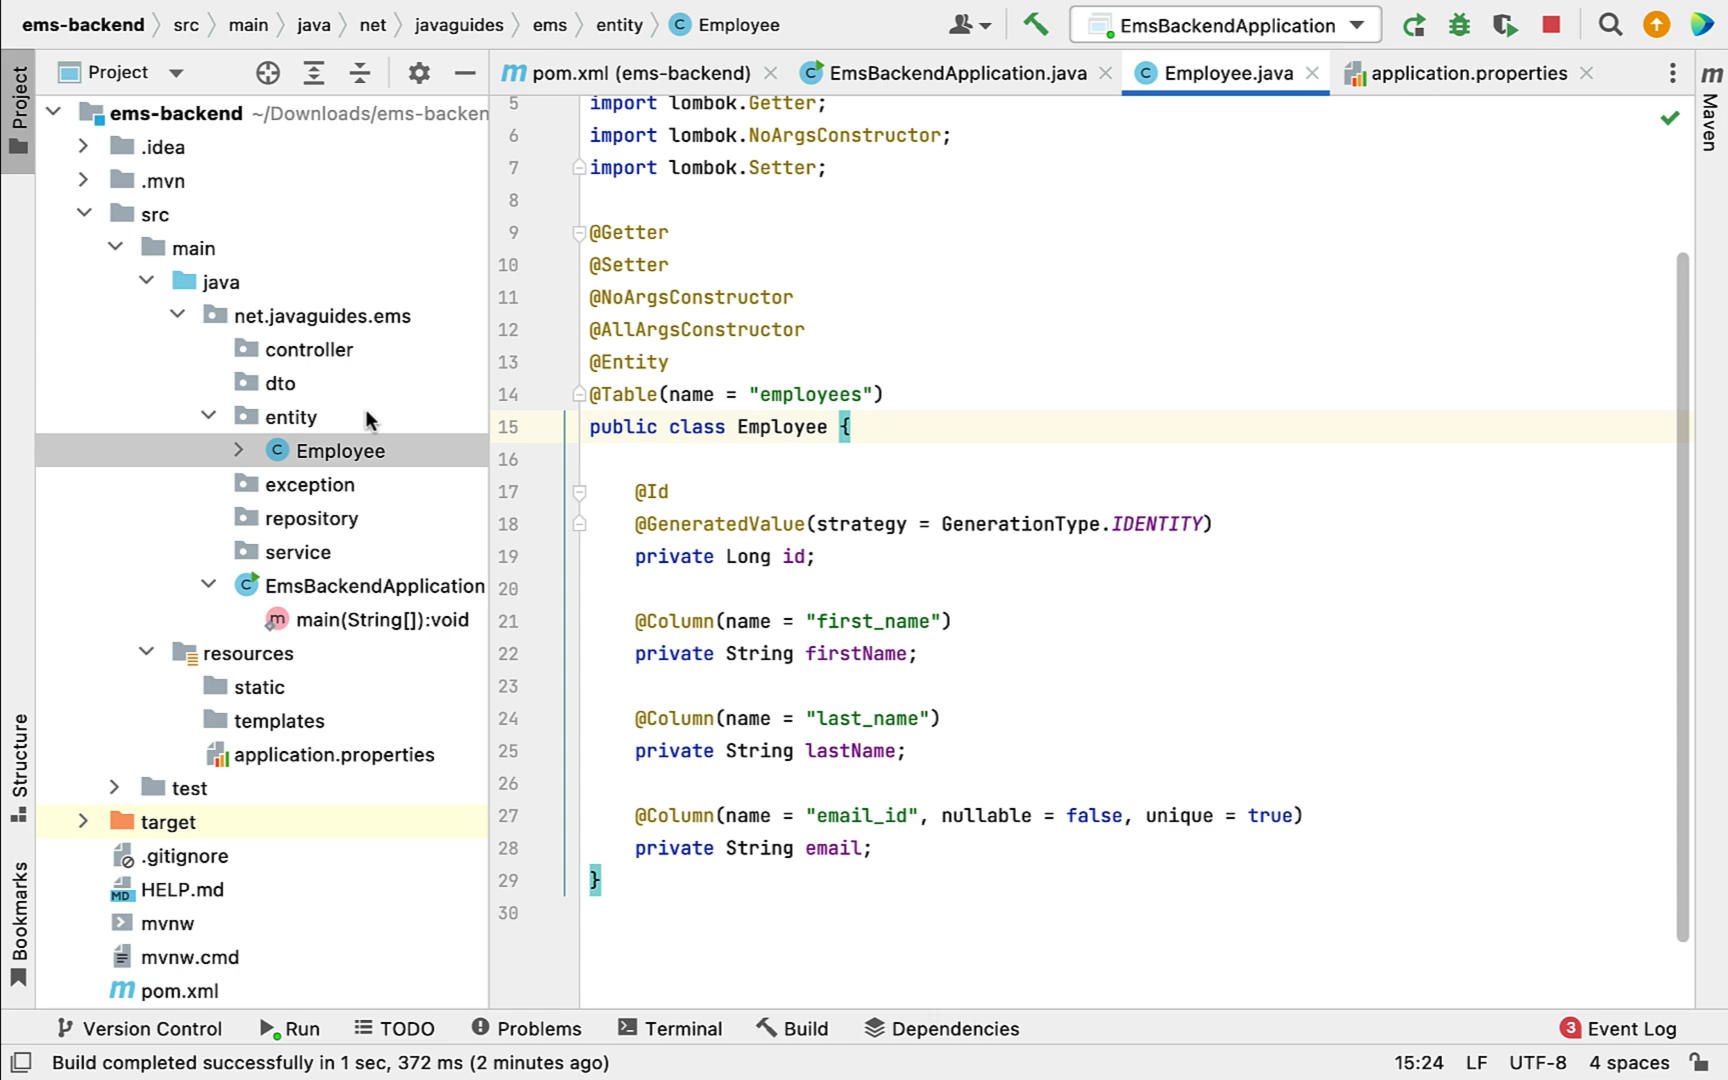 ems-backend src main java net javaguides ems entity C Employee
EmsBackendApplication
Project
m pom.xml (ems-backend)
C EmsBackendApplication.java
C Employee.java
application.properties
Project
Structure
Bookmarks
m Maven
ems-backend ~/Downloads/ems-backen
.idea
.mvn
src
main
java
net.javaguides.ems
controller
dto
entity
C Employee
exception
repository
service
C EmsBackendApplication
m main(String[]):void
resources
static
templates
application.properties
test
target
.gitignore
MD HELP.md
mvnw
mvnw.cmd
m pom.xml
5 import lombok.Getter;
6 import lombok.NoArgsConstructor;
7 import lombok.Setter;
8
9 @Getter
10 @Setter
11 @NoArgsConstructor
12 @AllArgsConstructor
13 @Entity
14 @Table(name = "employees")
15 public class Employee {
16
17 @Id
18 @GeneratedValue(strategy = GenerationType.IDENTITY)
19 private Long id;
20
21 @Column(name = "first_name")
22 private String firstName;
23
24 @Column(name = "last_name")
25 private String lastName;
26
27 @Column(name = "email_id", nullable = false, unique = true)
28 private String email;
29 }
30
Version Control Run TODO Problems Terminal Build Dependencies 3 Event Log
Build completed successfully in 1 sec, 372 ms (2 minutes ago) 15:24 LF UTF-8 4 spaces